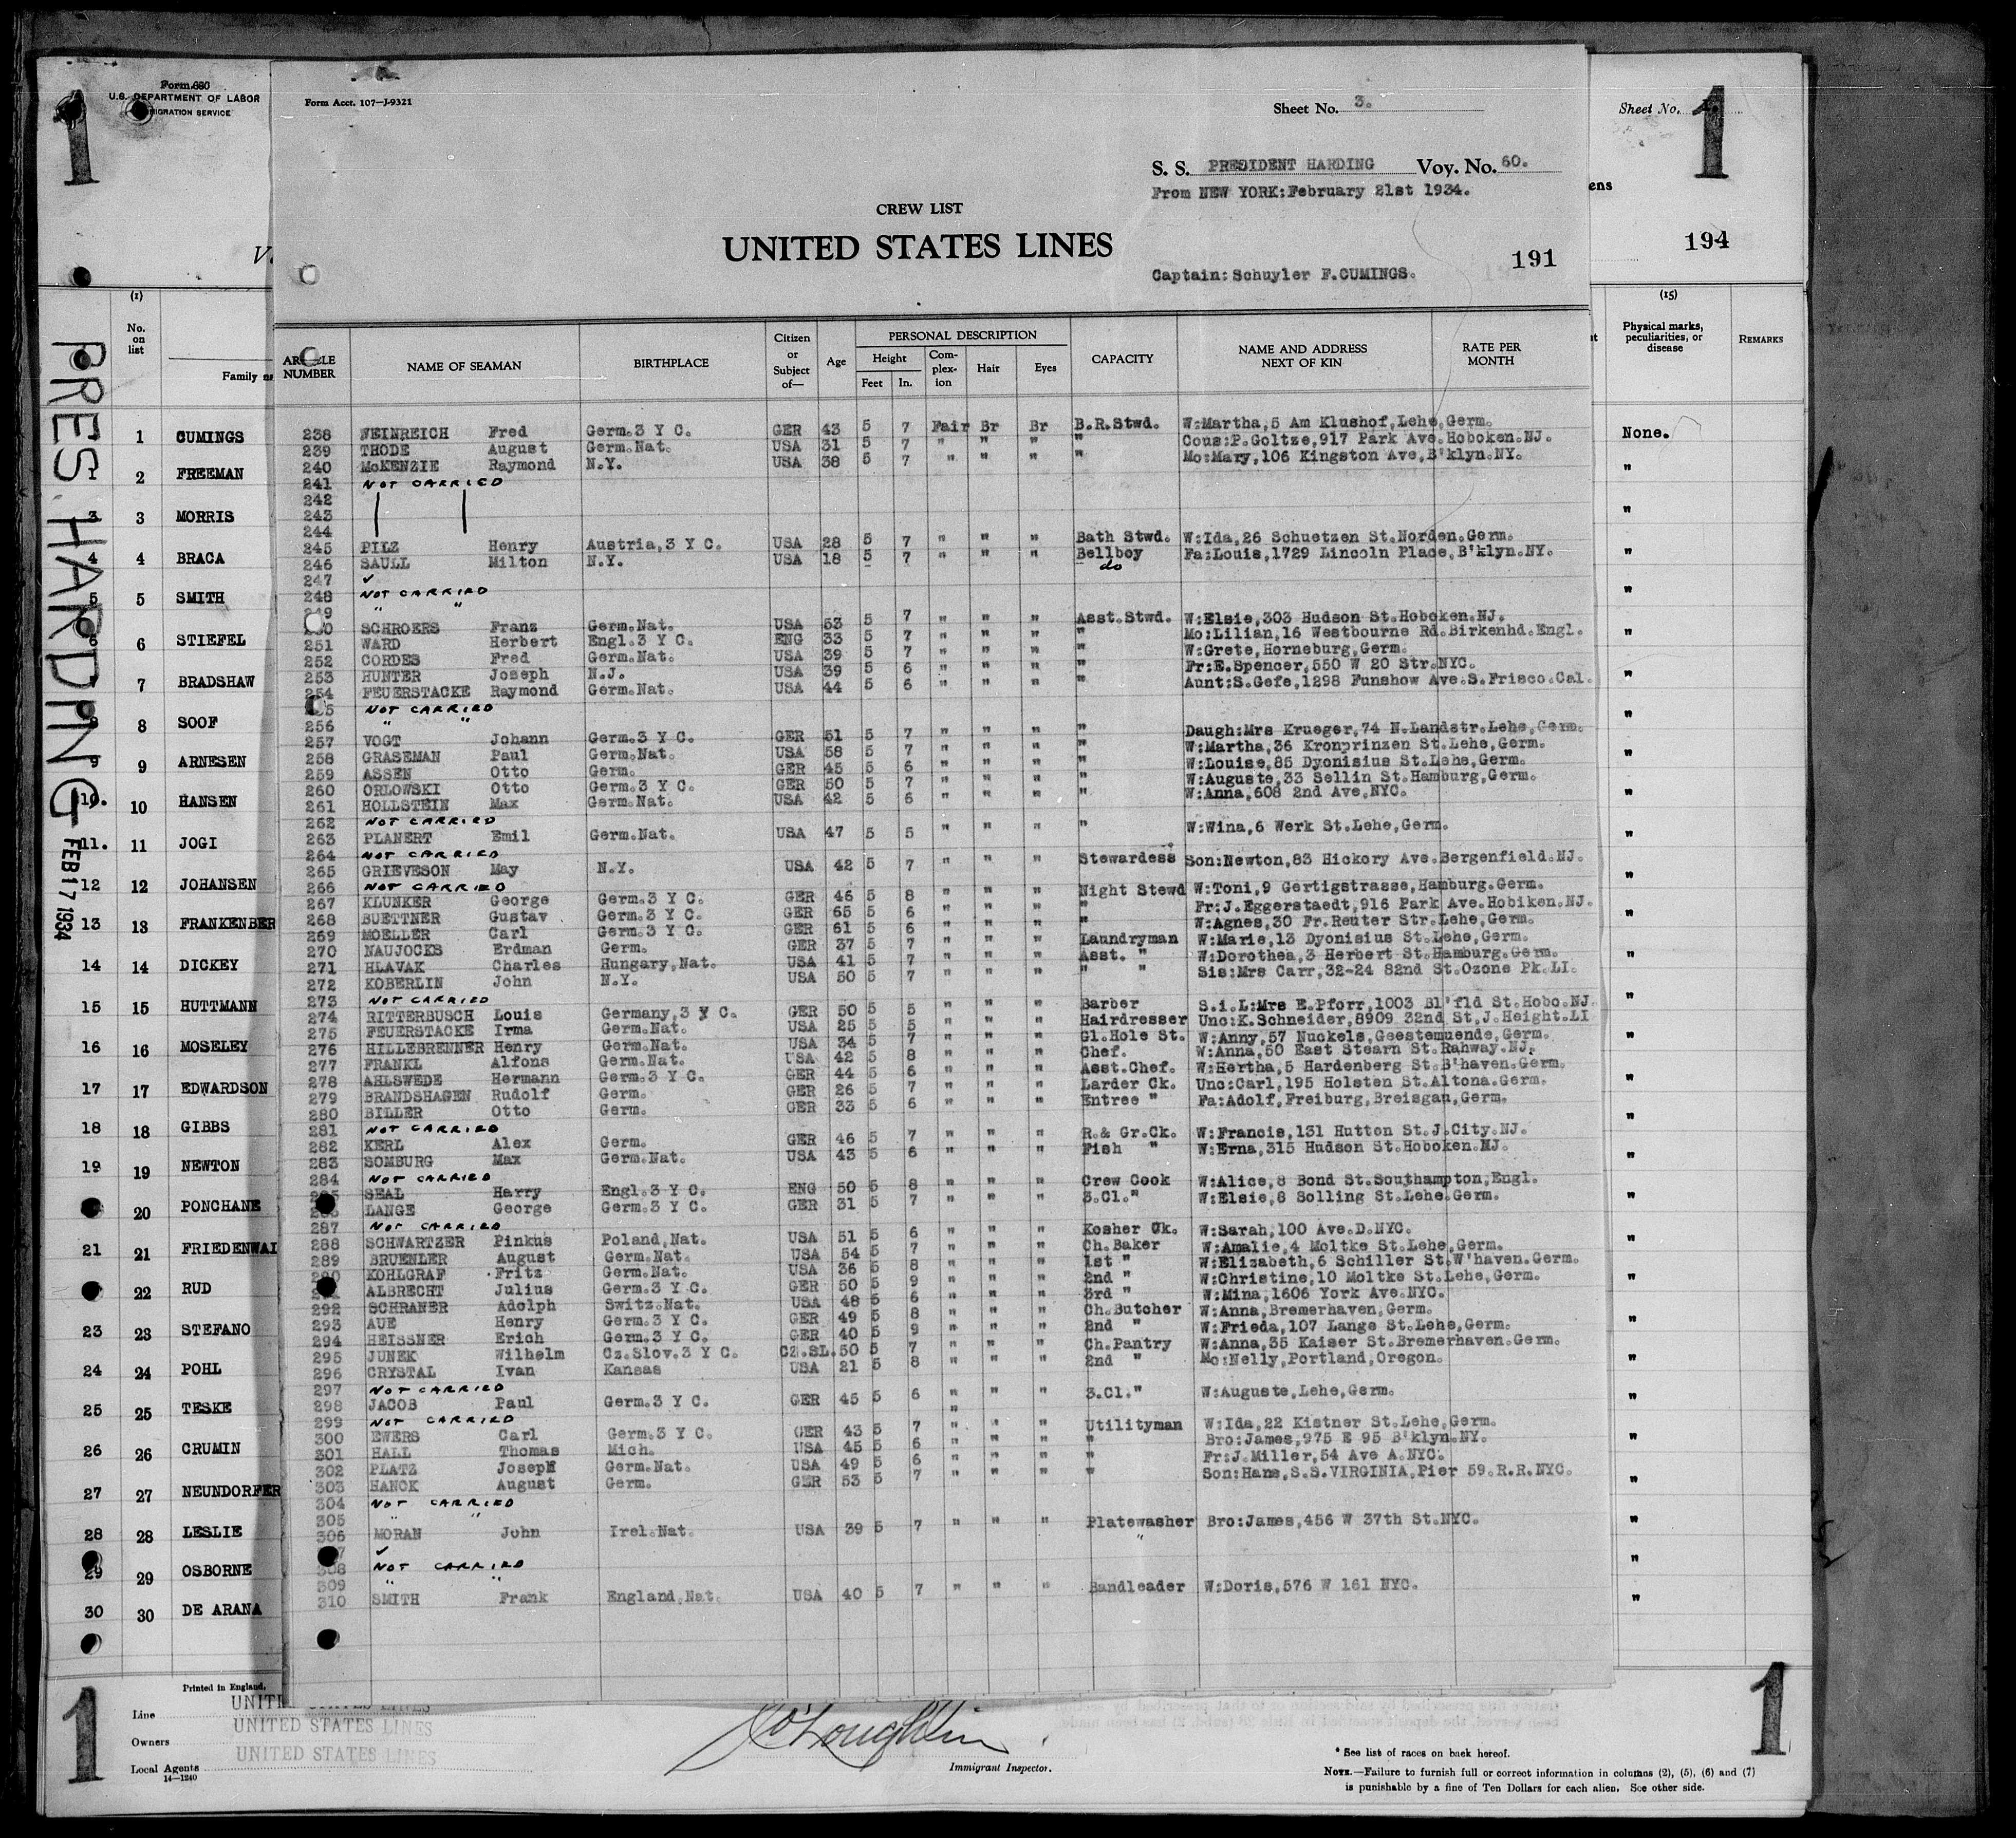 Form 680
U.S. DEPARTMENT OF LABOR
IMMIGRATION SERVICE
1
Form Acct. 107—J-9321
Sheet No. 3.
Sheet No. 1
1
S. S. PRESIDENT HARDING Voy. No. 60.
From NEW YORK:February 21st 1934.
ens
CREW LIST
UNITED STATES LINES
191
194
Captain:Schuyler F.CUMINGS.
PRES HARDING
FEB 17 1934
(1)
No. on list
Family na
(15)
Physical marks, peculiarities, or disease
REMARKS
ARTICLE NUMBER NAME OF SEAMAN BIRTHPLACE Citizen or Subject of— Age PERSONAL DESCRIPTION Height Feet In. Complexion Hair Eyes CAPACITY NAME AND ADDRESS NEXT OF KIN RATE PER MONTH
238 WEINREICH Fred Germ.3 Y C. GER 43 5 7 Fair Br Br B.R.Stwd. W:Martha,5 Am Klushof,Lehe,Germ.
239 THODE August Germ.Nat. USA 31 5 7 " " " " Cous:P.Goltze,917 Park Ave.Hoboken.NJ.
240 McKENZIE Raymond N.Y. USA 38 5 7 " " " " Mo:Mary,106 Kingston Ave,B'klyn.NY.
241 NOT CARRIED
242
243
244
245 PILZ Henry Austria,3 Y C. USA 28 5 7 " " " Bath Stwd. W:Ida,26 Schuetzen St.Norden.Germ.
246 SAULL Milton N.Y. USA 18 5 7 " " " Bellboy Fa:Louis,1729 Lincoln Place,B'klyn.NY.
247 ✓ do
248 NOT CARRIED
249 " "
250 SCHROERS Franz Germ.Nat. USA 53 5 7 " " " Asst.Stwd. W:Elsie,303 Hudson St.Hoboken.NJ.
251 WARD Herbert Engl.3 Y C. ENG 33 5 7 " " " " Mo:Lilian,16 Westbourne Rd.Birkenhd.Engl.
252 CORDES Fred Germ.Nat. USA 39 5 7 " " " " W:Grete,Horneburg,Germ.
253 HUNTER Joseph N.J. USA 39 5 6 " " " " Fr:E.Spencer,550 W 20 Str.NYC.
254 FEUERSTACKE Raymond Germ.Nat. USA 44 5 6 " " " " Aunt:S.Gefe,1298 Funshow Ave.S.Frisco.Cal.
255 NOT CARRIED
256 " "
257 VOGT Johann Germ.3 Y C. GER 51 5 7 " " " " Daugh:Mrs Krueger,74 N.Landstr.Lehe,Germ.
258 GRASEMAN Paul Germ.Nat. USA 58 5 7 " " " " W:Martha,36 Kronprinzen St.Lehe,Germ.
259 ASSEN Otto Germ. GER 45 5 6 " " " " W:Louise,85 Dyonisius St.Lehe,Germ.
260 ORLOWSKI Otto Germ.3 Y C. GER 50 5 7 " " " " W:Auguste,33 Sellin St.Hamburg,Germ.
261 HOLLSTEIN Max Germ.Nat. USA 42 5 6 " " " " W:Anna,608 2nd Ave,NYC.
262 NOT CARRIED
263 PLANERT Emil Germ.Nat. USA 47 5 5 " " " " W:Wina,6 Werk St.Lehe,Germ.
264 NOT CARRIED
265 GRIEVESON May N.Y. USA 42 5 7 " " " Stewardess Son:Newton,83 Hickory Ave.Bergenfield.NJ.
266 NOT CARRIED
267 KLUNKER George Germ.3 Y C. GER 46 5 8 " " " Night Stewd W:Toni,9 Gertigstrasse,Hamburg.Germ.
268 BUETTNER Gustav Germ.3 Y C. GER 65 5 6 " " " " Fr:J.Eggerstaedt,916 Park Ave.Hobiken.NJ.
269 MOELLER Carl Germ.3 Y C. GER 61 5 6 " " " " W:Agnes,30 Fr.Reuter Str.Lehe,Germ.
270 NAUJOCKS Erdman Germ. GER 37 5 7 " " " Laundryman W:Marie,13 Dyonisius St.Lehe,Germ.
271 HLAVAK Charles Hungary,Nat. USA 41 5 7 " " " Asst. " W:Dorothea,3 Herbert St.Hamburg.Germ.
272 KOBERLIN John N.Y. USA 50 5 7 " " " " " Sis:Mrs Carr,32-24 82nd St.Ozone Pk.LI.
273 NOT CARRIED
274 RITTERBUSCH Louis Germany,3 Y C. GER 50 5 5 " " " Barber S.i.L:Mrs E.Pforr,1003 Bl'fld St.Hobo.NJ.
275 FEUERSTACKE Irma Germ.Nat. USA 25 5 5 " " " Hairdresser Unc:K.Schneider,8909 32nd St,J.Height.LI
276 HILLEBRENNER Henry Germ.Nat. USA 34 5 7 " " " Gl.Hole St. W:Anny,57 Nuckels,Geestemuende,Germ.
277 FRANKL Alfons Germ.Nat. USA 42 5 8 " " " Chef. W:Anna,50 East Stearn St.Rahway.NJ.
278 AHLSWEDE Hermann Germ.3 Y C. GER 44 5 6 " " " Asst.Chef. W:Hertha,5 Hardenberg St.B'haven.Germ.
279 BRANDSHAGEN Rudolf Germ. GER 26 5 7 " " " Larder Ck. Unc:Carl,195 Holsten St.Altona.Germ.
280 BILLER Otto Germ. GER 33 5 6 " " " Entree " Fa:Adolf,Freiburg,Breisgau,Germ.
281 NOT CARRIED
282 KERL Alex Germ. GER 46 5 7 " " " R.& Gr.Ck. W:Francis,131 Hutton St.J.City.NJ.
283 SOMBURG Max Germ.Nat. USA 43 5 6 " " " Fish " W:Erna,315 Hudson St.Hoboken.NJ.
284 NOT CARRIED
285 SEAL Harry Engl.3 Y C. ENG 50 5 8 " " " Crew Cook W:Alice,8 Bond St.Southampton,Engl.
286 LANGE George Germ.3 Y C. GER 31 5 7 " " " 3.Cl." W:Elsie,8 Solling St.Lehe.Germ.
287 NOT CARRIED
288 SCHWARTZER Pinkus Poland,Nat. USA 51 5 6 " " " Kosher Ck. W:Sarah,100 Ave.D.NYC.
289 BRUENLER August Germ.Nat. USA 54 5 7 " " " Ch.Baker W:Amalie,4 Moltke St.Lehe,Germ.
290 KOHLGRAF Fritz Germ.Nat. USA 36 5 8 " " " 1st " W:Elizabeth,6 Schiller St.W'haven.Germ.
291 ALBRECHT Julius Germ.3 Y C. GER 50 5 9 " " " 2nd " W:Christine,10 Moltke St.Lehe,Germ.
292 SCHRANER Adolph Switz.Nat. USA 48 5 6 " " " 3rd " W:Mina,1606 York Ave.NYC.
293 AUE Henry Germ.3 Y C. GER 49 5 8 " " " Ch.Butcher W:Anna,Bremerhaven,Germ.
294 HEISSNER Erich Germ.3 Y C. GER 40 5 9 " " " 2nd " W:Frieda,107 Lange St.Lehe,Germ.
295 JUNEK Wilhelm Cz.Slov.3 Y C. CZ.SL. 50 5 7 " " " Ch.Pantry W:Anna,35 Kaiser St.Bremerhaven.Germ.
296 CRYSTAL Ivan Kansas USA 21 5 8 " " " 2nd " Mo:Nelly,Portland,Oregon.
297 NOT CARRIED
298 JACOB Paul Germ.3 Y C. GER 45 5 6 " " " 3.Cl." W:Auguste,Lehe,Germ.
299 NOT CARRIED
300 EWERS Carl Germ.3 Y C. GER 43 5 7 " " " Utilityman W:Ida,22 Kistner St.Lehe,Germ.
301 HALL Thomas Mich. USA 45 5 6 " " " " Bro:James,975 E 95 B'klyn.NY.
302 PLATZ Joseph Germ.Nat. USA 49 5 6 " " " " Fr:J.Miller,54 Ave A.NYC.
303 HANCK August Germ. GER 53 5 7 " " " " Son:Hans,S.S.VIRGINIA,Pier 59.R.R.NYC.
304 NOT CARRIED
305 " "
306 MORAN John Irel.Nat. USA 39 5 7 " " " Platewasher Bro:James,456 W 37th St.NYC.
307 ✓ "
308 NOT CARRIED
309 " "
310 SMITH Frank England,Nat. USA 40 5 7 " " " Bandleader W:Doris,576 W 161 NYC.
1 1 CUMINGS None.
2 FREEMAN "
3 3 MORRIS "
4 4 BRACA "
5 5 SMITH "
6 6 STIEFEL "
7 BRADSHAW "
8 8 SOOF "
9 9 ARNESEN "
10. 10 HANSEN "
11. 11 JOGI "
12 12 JOHANSEN "
13 13 FRANKENBER "
14 14 DICKEY "
15 15 HUTTMANN "
16 16 MOSELEY "
17 17 EDWARDSON "
18 18 GIBBS "
19 19 NEWTON "
20 PONCHANE "
21 21 FRIEDENWAI "
22 RUD "
23 23 STEFANO "
24 24 POHL "
25 25 TESKE "
26 26 CRUMIN "
27 27 NEUNDORFER "
28 28 LESLIE "
29 29 OSBORNE "
30 30 DE ARANA "
Printed in England.
Line UNITED STATES LINES
Owners UNITED STATES LINES
Local Agents UNITED STATES LINES
14—1240
1
Immigrant Inspector.
* See list of races on back hereof.
NOTE.—Failure to furnish full or correct information in columns (2), (5), (6) and (7)
is punishable by a fine of Ten Dollars for each alien. See other side.
1